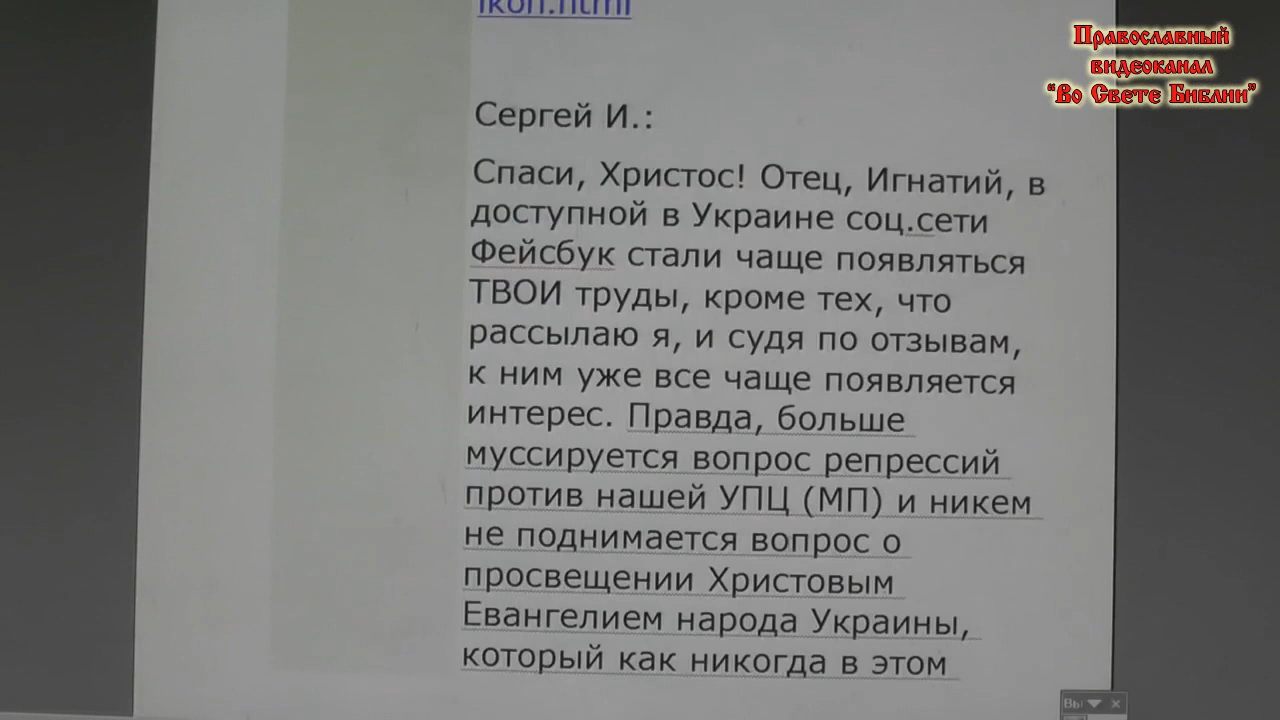 ikon.html
Православный
видеоканал
“Во Свете Библии”
Сергей И.:
Спаси, Христос! Отец, Игнатий, в
доступной в Украине соц.сети
Фейсбук стали чаще появляться
ТВОИ труды, кроме тех, что
рассылаю я, и судя по отзывам,
к ним уже все чаще появляется
интерес. Правда, больше
муссируется вопрос репрессий
против нашей УПЦ (МП) и никем
не поднимается вопрос о
просвещении Христовым
Евангелием народа Украины,
который как никогда в этом